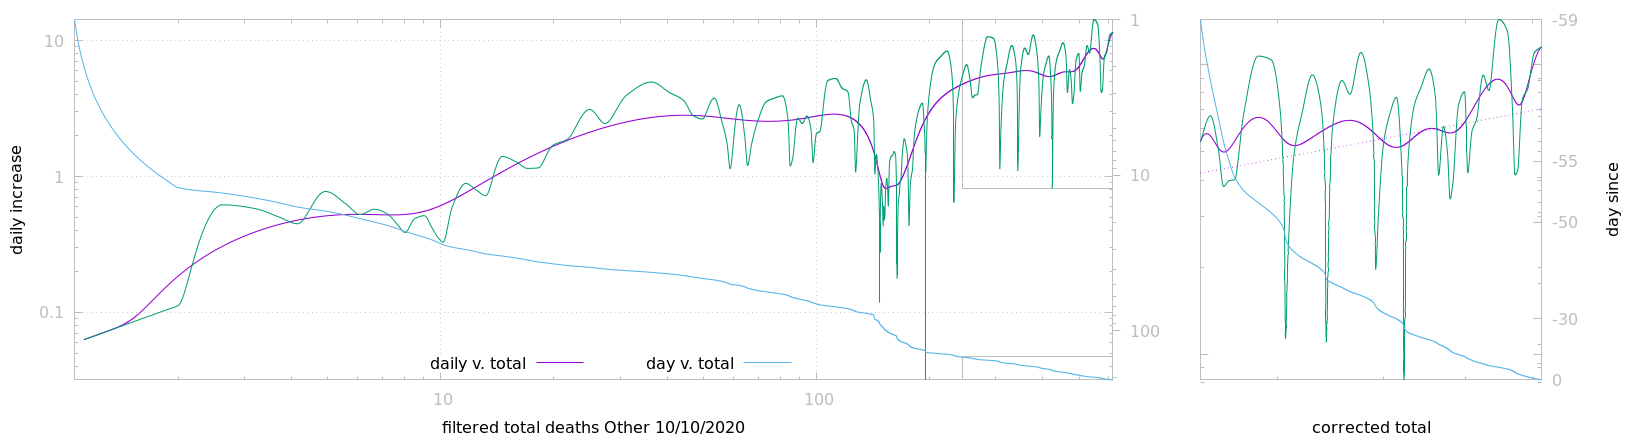 daily increase
10
1
0.1
daily v. total
day v. total
10
100
filtered total deaths Other 10/10/2020
1
10
100
-59
-55
-50
-30
0
day since
corrected total